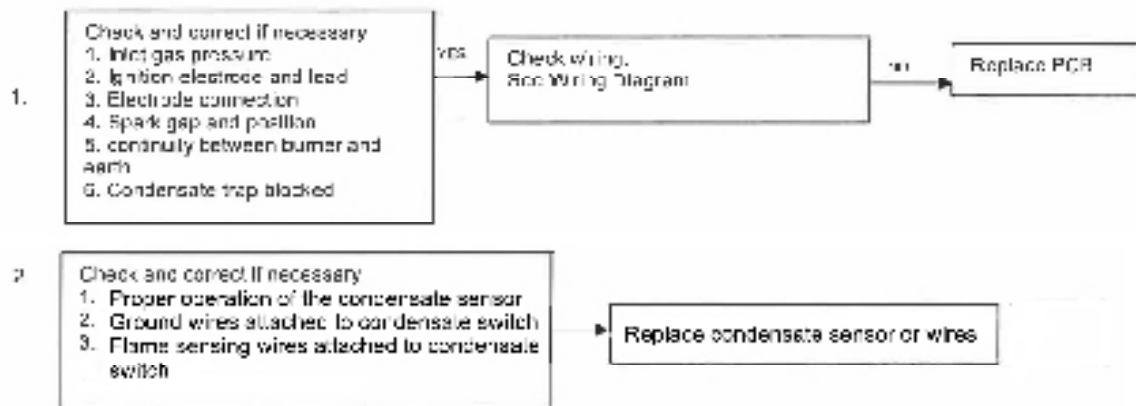 Check and correct if necessary
1. Inlet gas pressure
2. Ignition electrode and lead
3. Electrode connection
4. Spark gap and position
5. continuity between burner and
earth
6. Condensate trap blocked
1.
YES
Check wiring.
See Wiring Diagram
NO
Replace PCB
2
Check and correct if necessary
1. Proper operation of the condensate sensor
2. Ground wires attached to condensate switch
3. Flame sensing wires attached to condensate
switch
Replace condensate sensor or wires